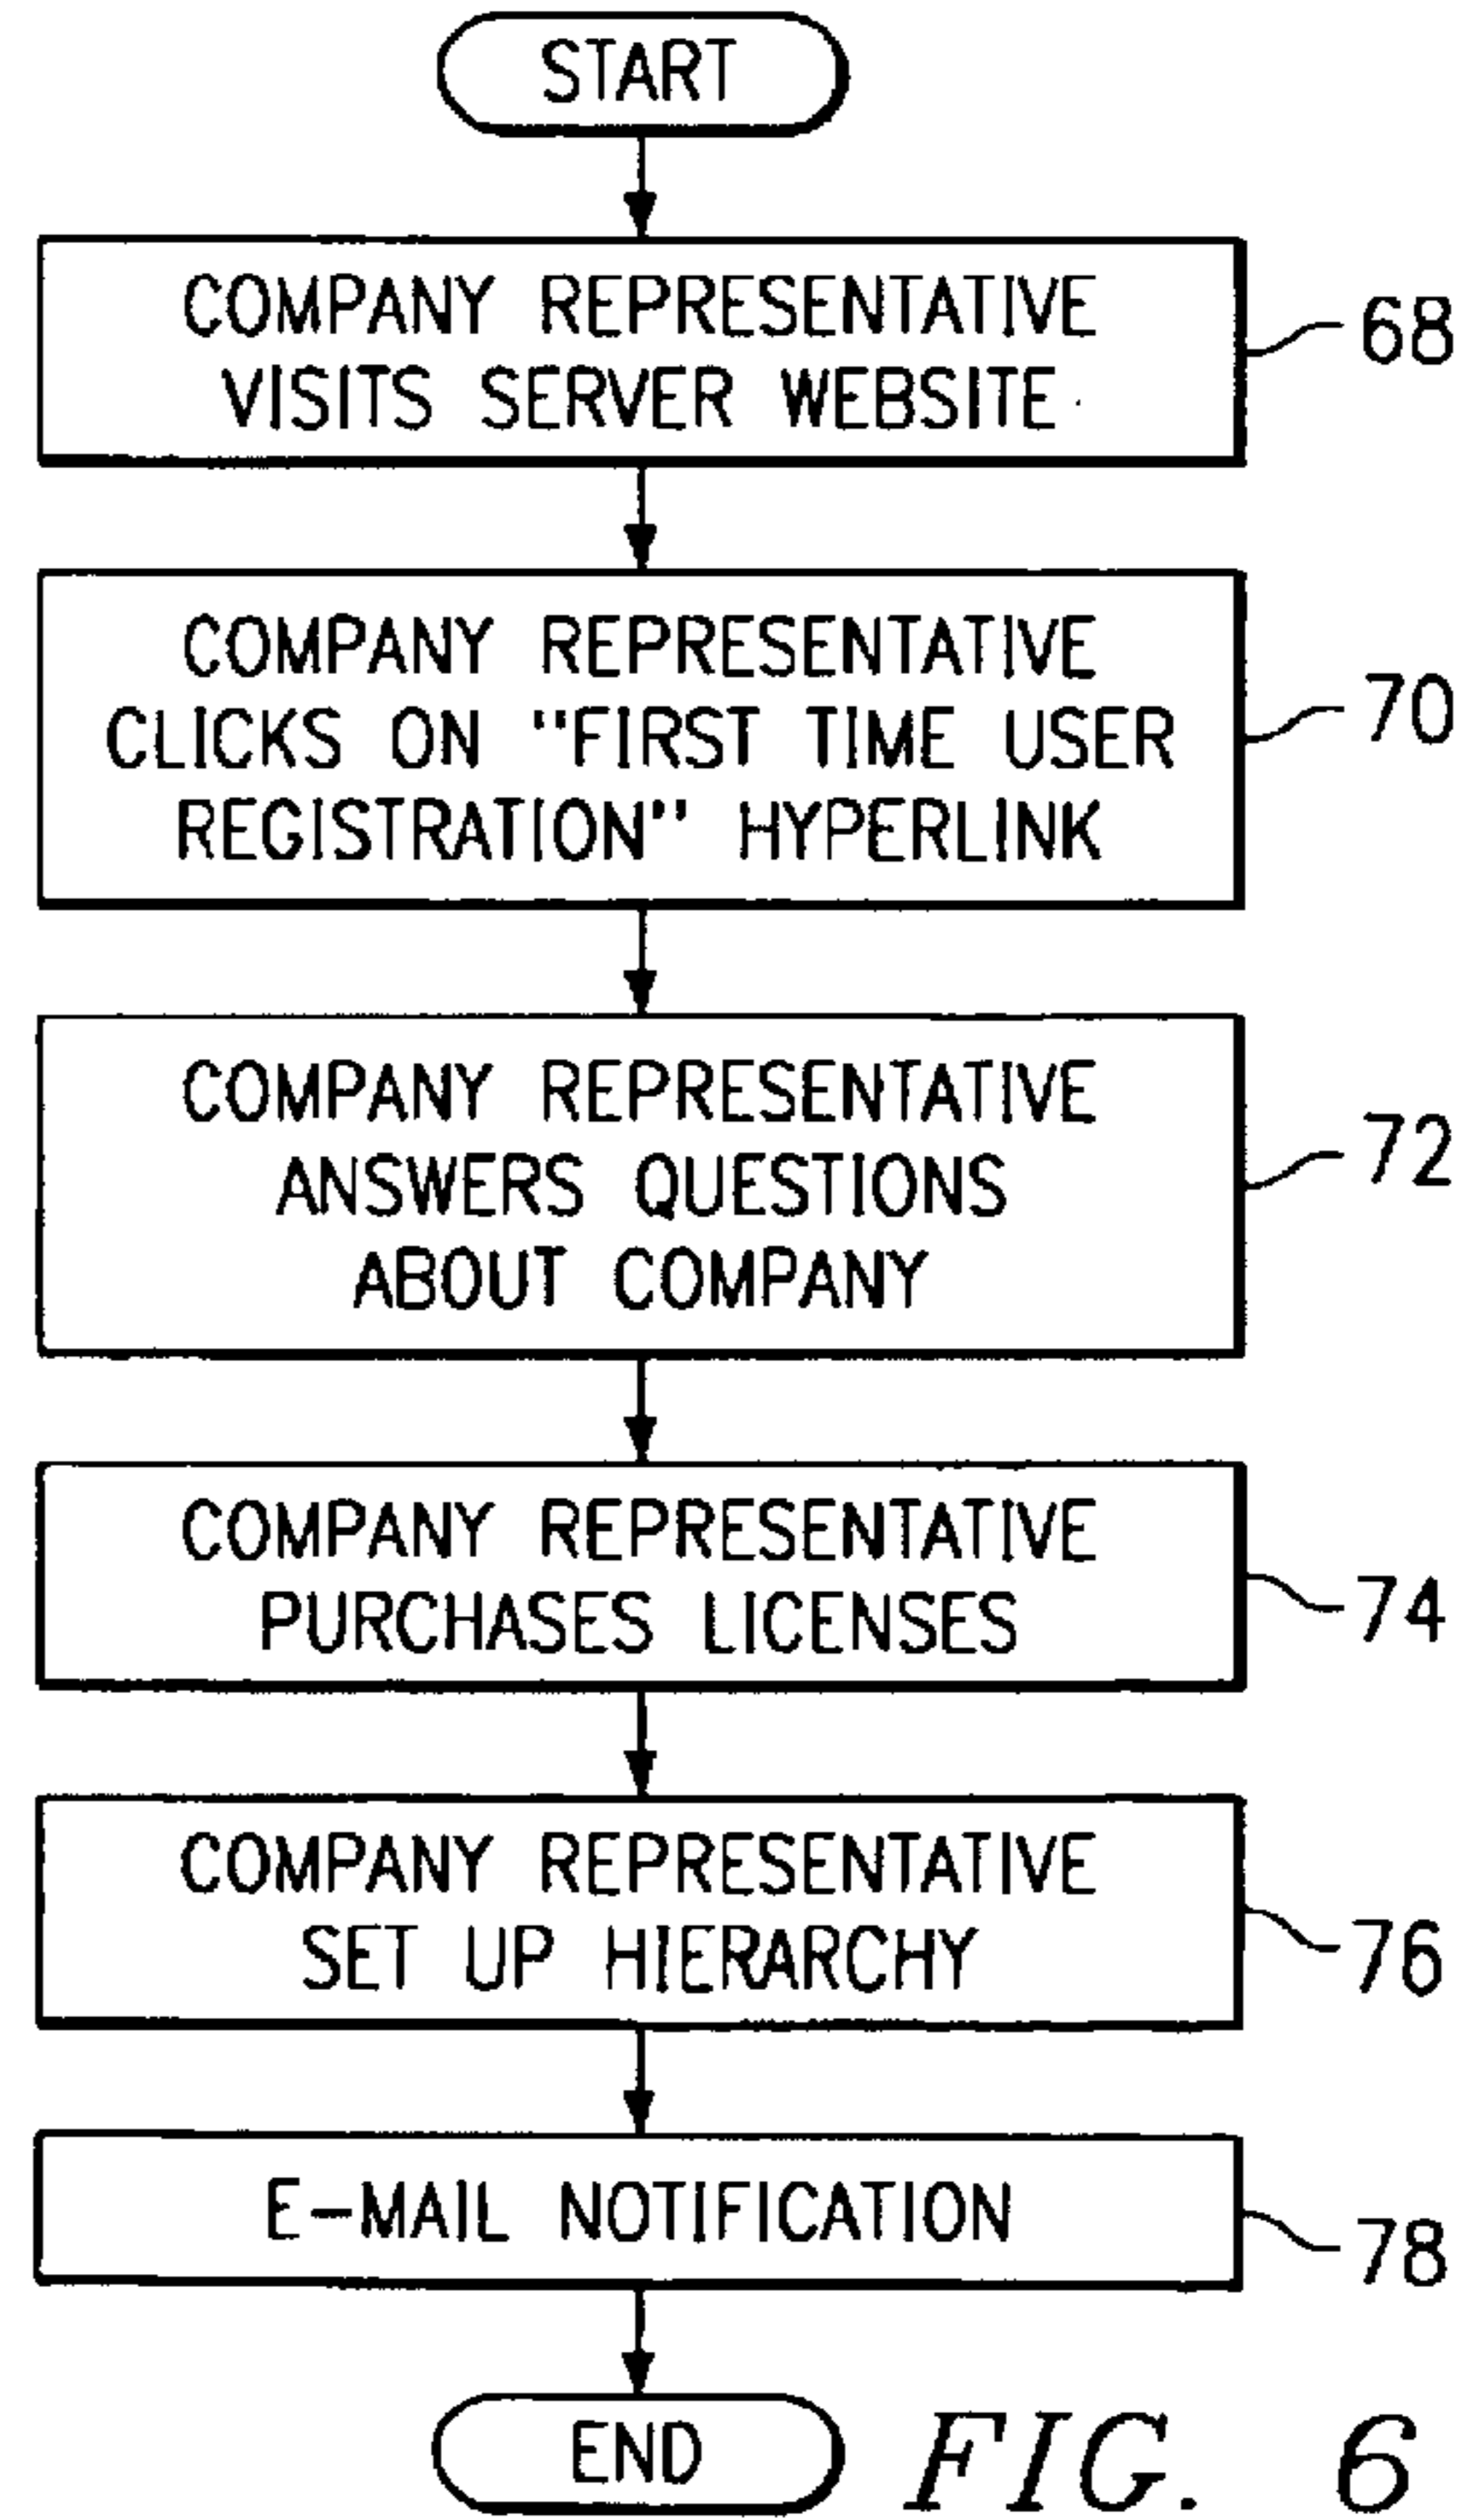 START
COMPANY REPRESENTATIVE
VISITS SERVER WEBSITE
68
COMPANY REPRESENTATIVE
CLICKS ON "FIRST TIME USER
REGISTRATION" HYPERLINK
70
COMPANY REPRESENTATIVE
ANSWERS QUESTIONS
ABOUT COMPANY
72
COMPANY REPRESENTATIVE
PURCHASES LICENSES
74
COMPANY REPRESENTATIVE
SET UP HIERARCHY
76
E-MAIL NOTIFICATION
78
END
FIG. 6